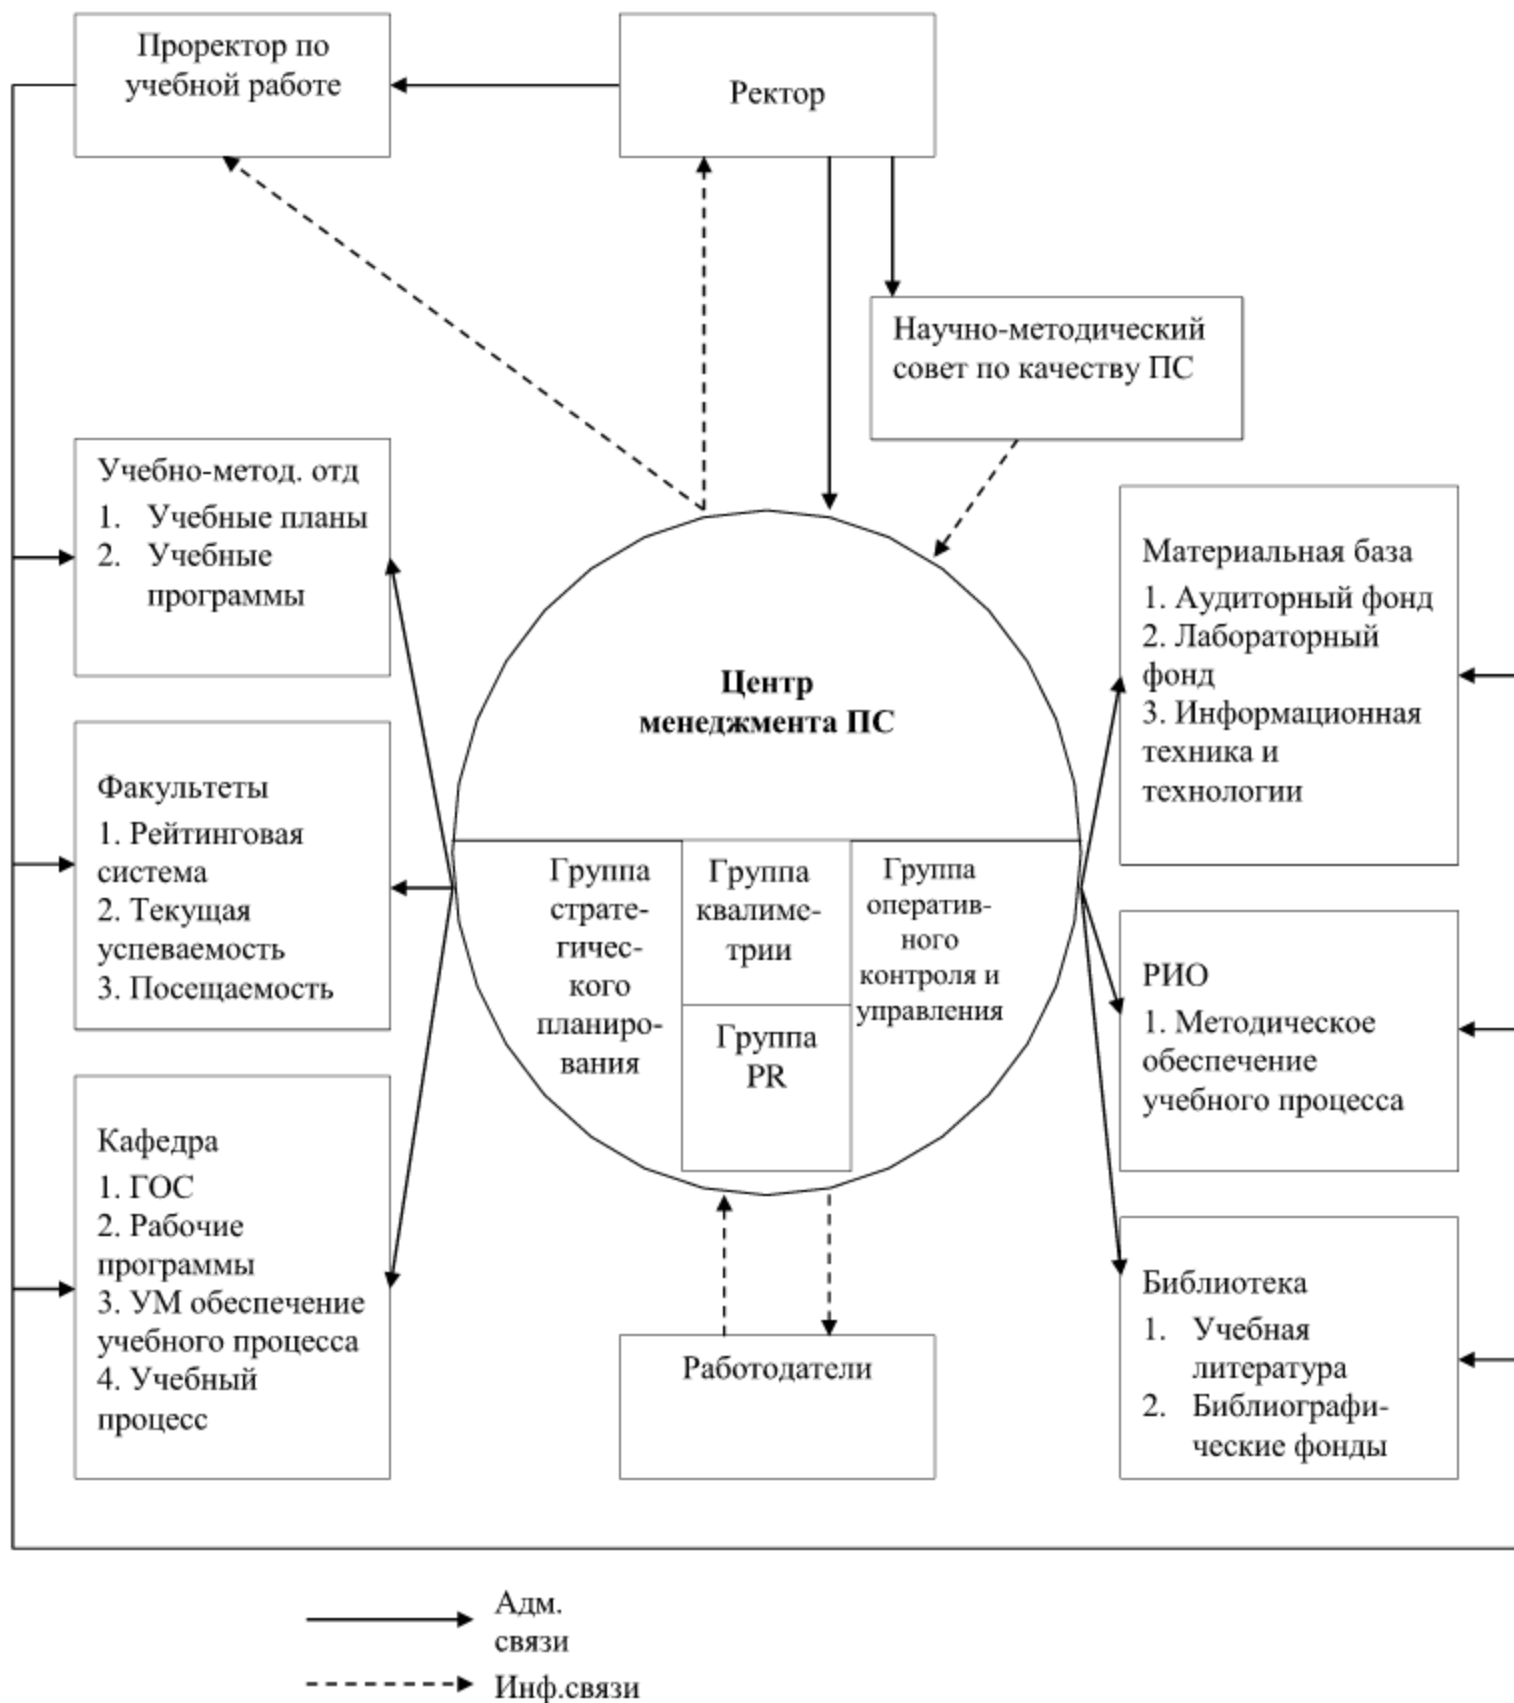 Проректор по
учебной работе
Ректор
Научно-методический
совет по качеству ПС
Учебно-метод. отд
1. Учебные планы
2. Учебные
программы
Факультеты
1. Рейтинговая
система
2. Текущая
успеваемость
3. Посещаемость
Кафедра
1. ГОС
2. Рабочие
программы
3. УМ обеспечение
учебного процесса
4. Учебный
процесс
Центр
менеджмента ПС
Группа
страте-
гичес-
кого
планиро-
вания
Группа
квалиме-
трии
Группа
PR
Группа
оператив-
ного
контроля и
управления
Работодатели
Материальная база
1. Аудиторный фонд
2. Лабораторный
фонд
3. Информационная
техника и
технологии
РИО
1. Методическое
обеспечение
учебного процесса
Библиотека
1. Учебная
литература
2. Библиографи-
ческие фонды
Адм.
связи
Инф.связи